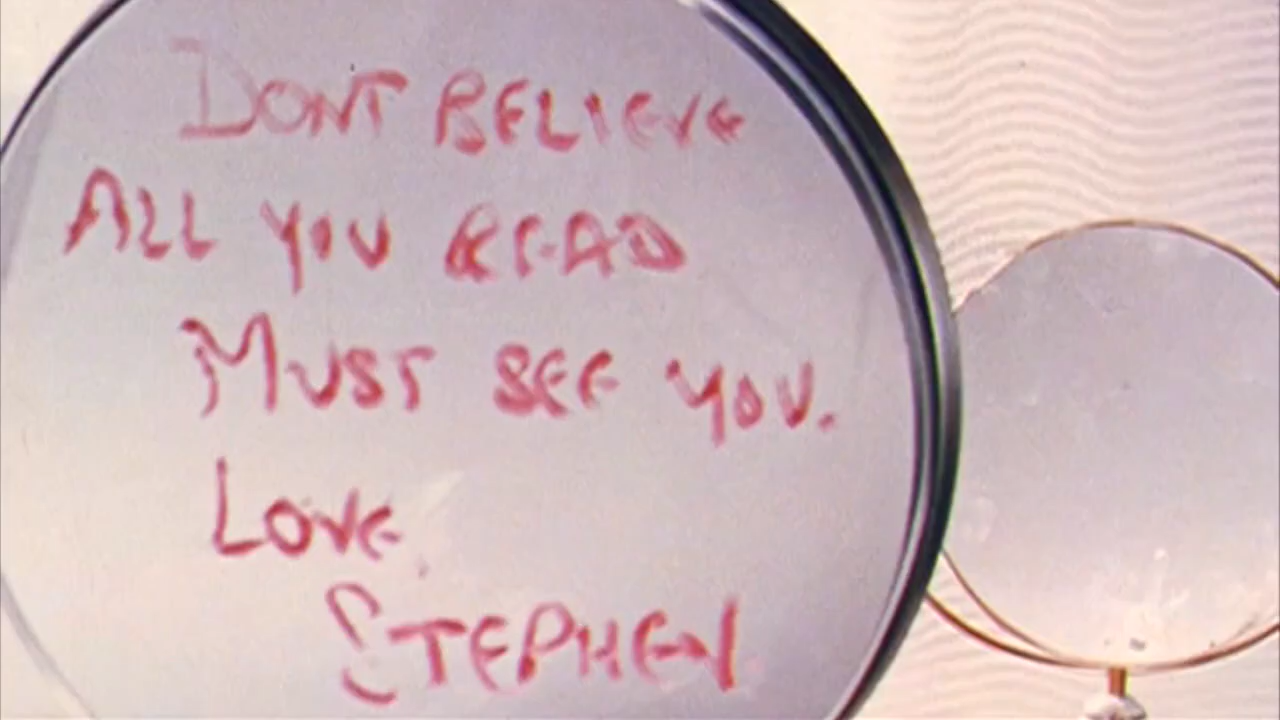 DONT BELIEVE
ALL YOU READ
MUST SEE YOU.
LOVE,
STEPHEN